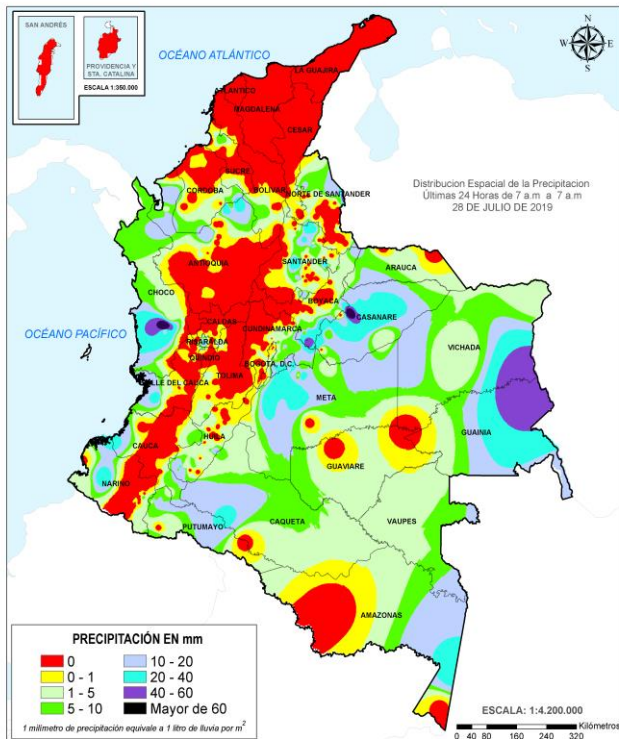 SAN ANDRÉS
PROVIDENCIA Y
STA. CATALINA
ESCALA 1:350.000
OCÉANO ATLÁNTICO
N
W
E
S
LA GUAJIRA
ATLANTICO
MAGDALENA
CESAR
SUCRE
CORDOBA
BOLIVAR
NORTE DE SANTANDER
Distribucion Espacial de la Precipitacion
Últimas 24 Horas de 7 a.m a 7 a.m
28 DE JULIO DE 2019
ANTIOQUIA
SANTANDER
ARAUCA
CHOCO
BOYACA
CASANARE
OCÉANO PACÍFICO
CALDAS
CUNDINAMARCA
RISARALDA
VICHADA
QUINDIO
BOGOTA, D.C.
TOLIMA
VALLE DEL CAUCA
META
GUAINIA
CAUCA
HUILA
GUAVIARE
NARIÑO
CAQUETA
VAUPES
PUTUMAYO
AMAZONAS
PRECIPITACIÓN EN mm
0
10 - 20
0 - 1
20 - 40
1 - 5
40 - 60
5 - 10
Mayor de 60
1 milimetro de precipitación equivale a 1 litro de lluvia por m2
ESCALA: 1:4.200.000
Kilómetros
0 40 80 160 240 320